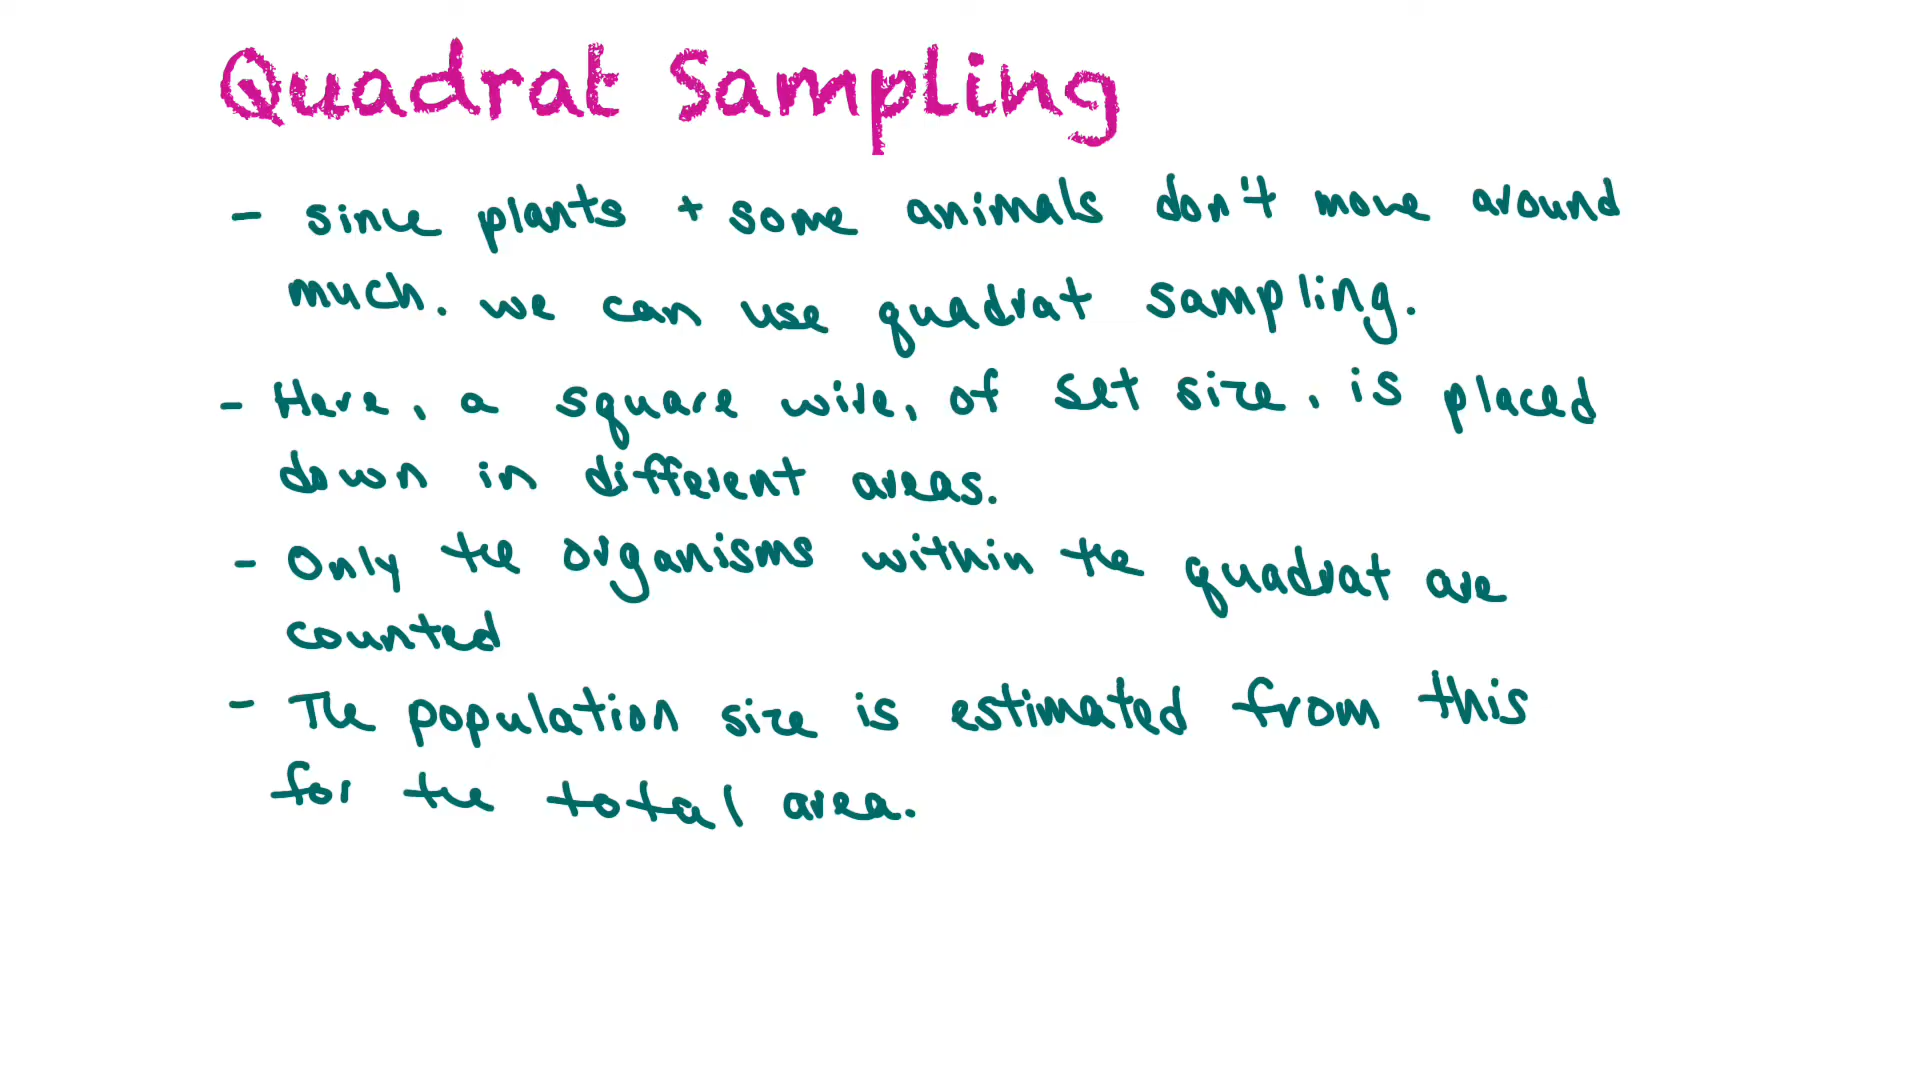 Quadrat Sampling
- since plants + some animals don't move around
much. we can use quadrat sampling.
- Here, a square wire, of set size, is placed
down in different areas.
- Only the organisms within the quadrat are
counted
- The population size is estimated from this
for the total area.